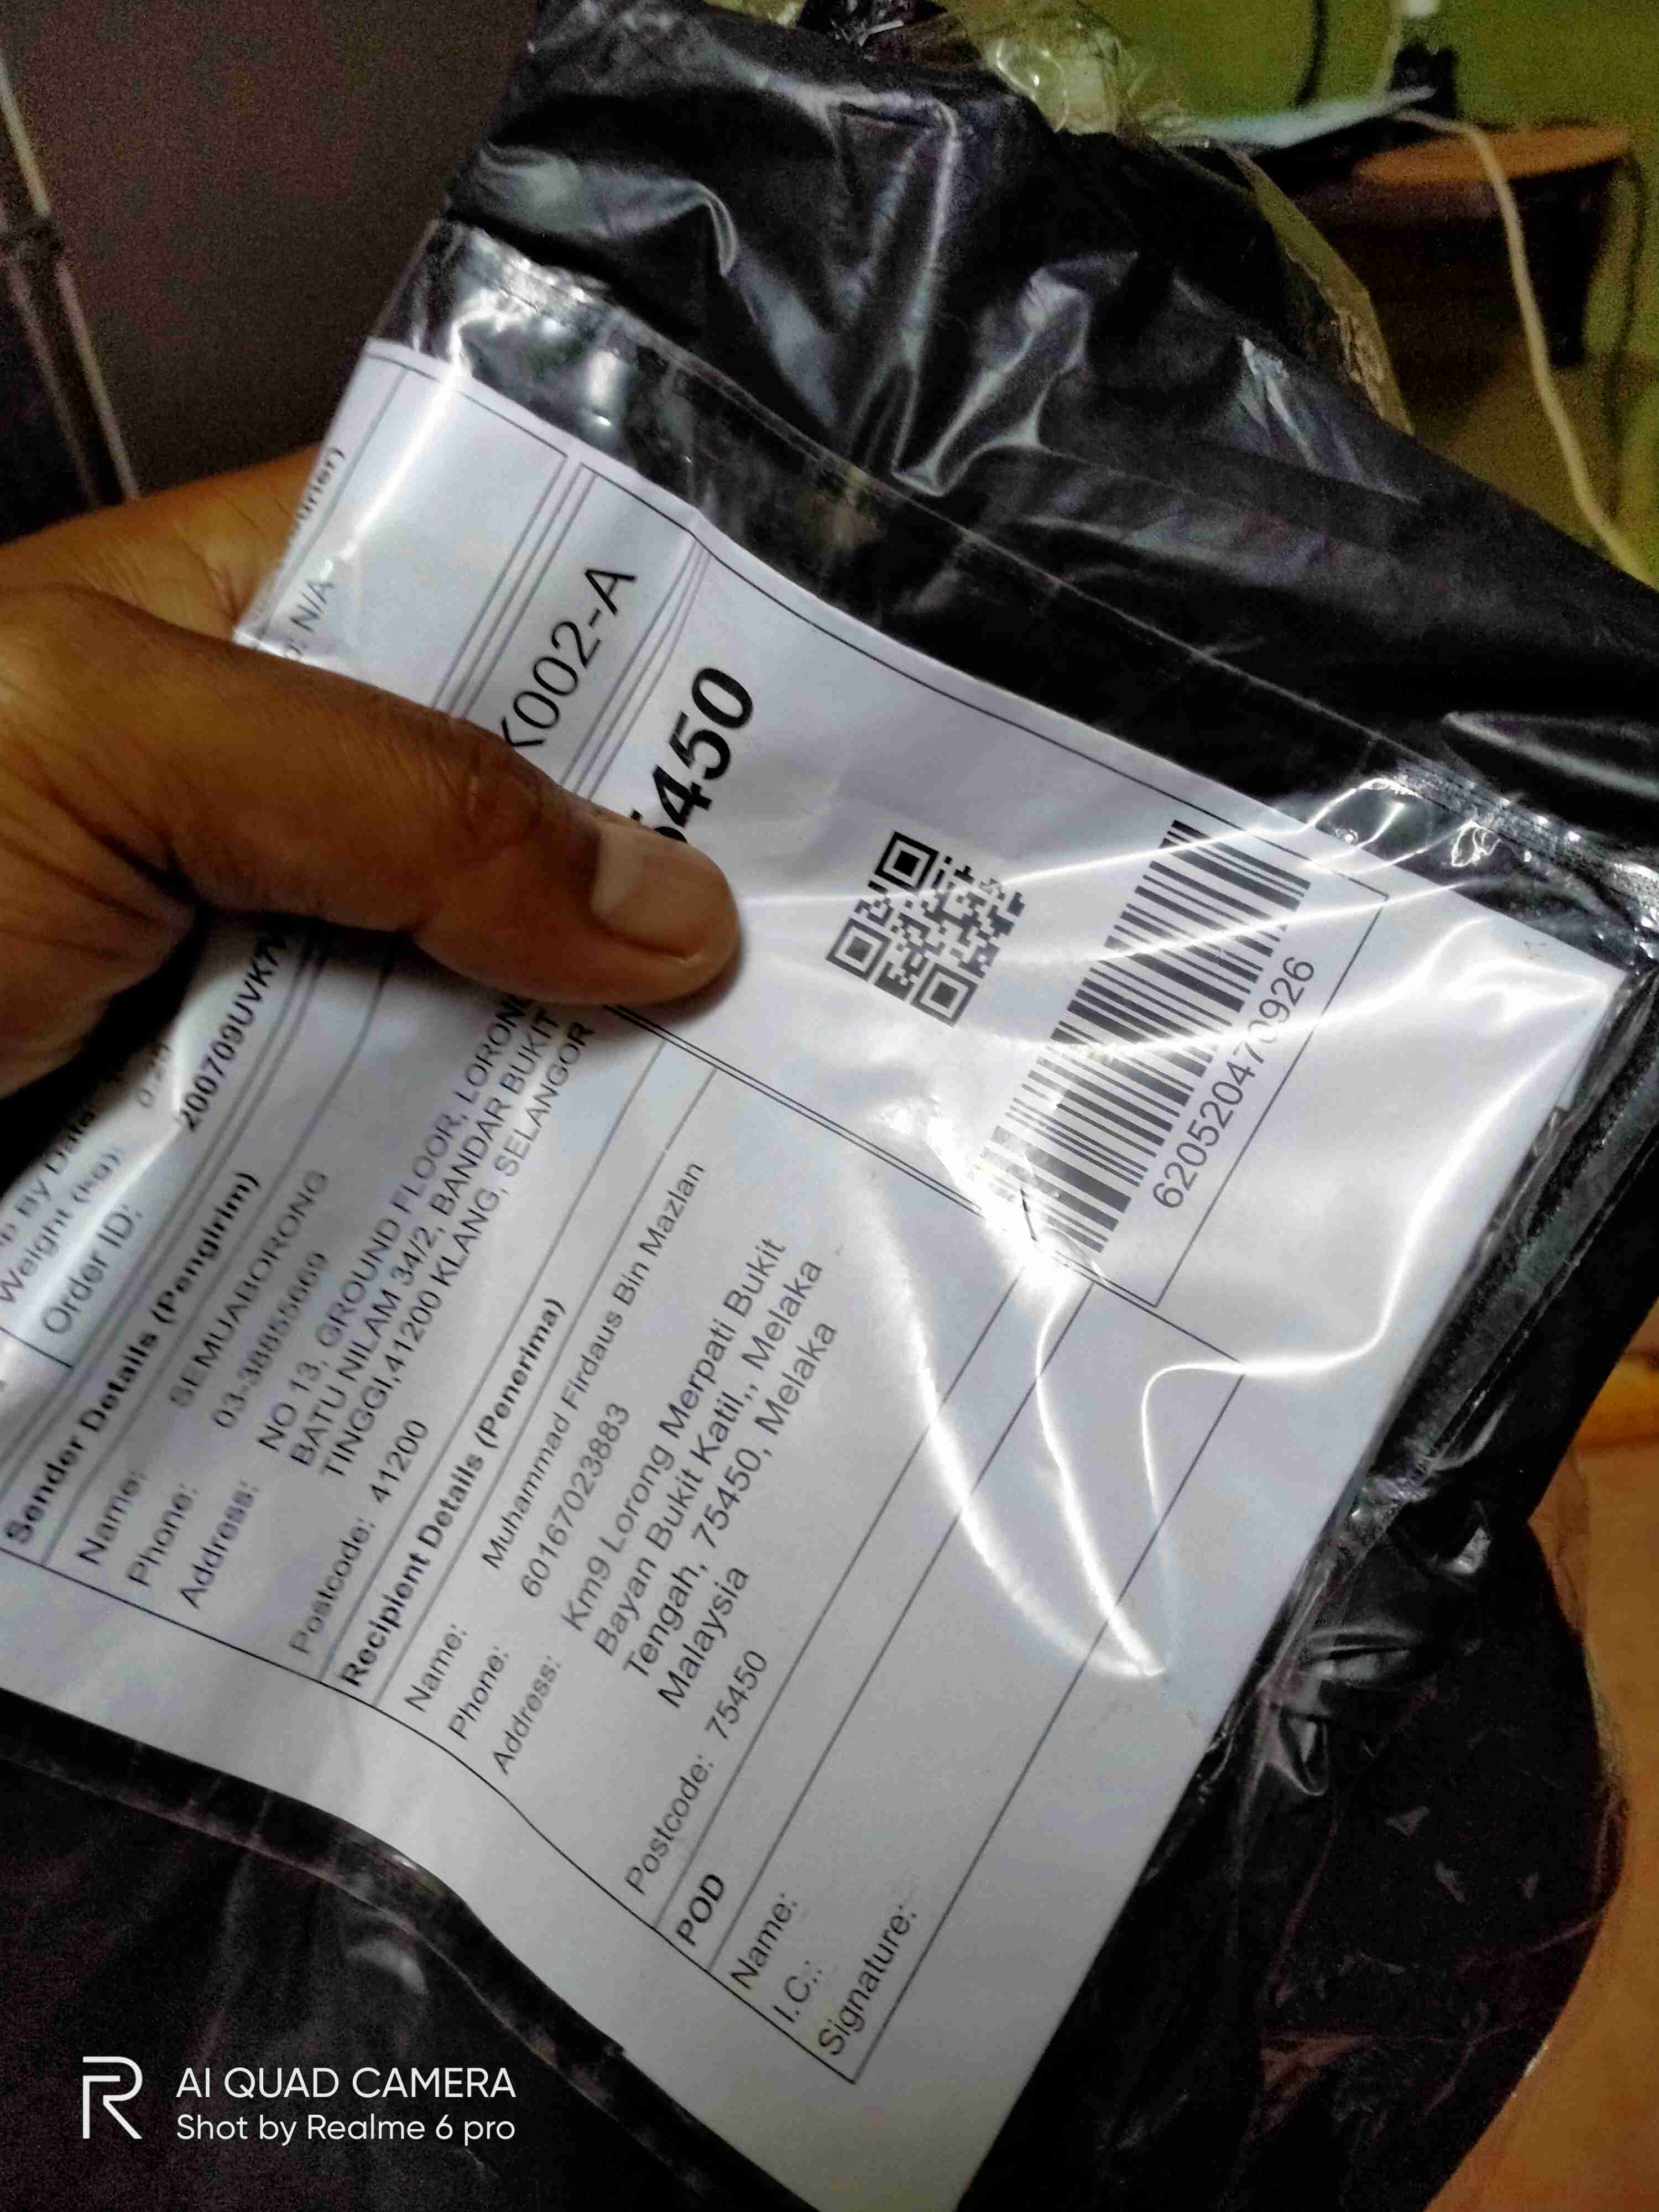 N/A
Weight (kg):
Order ID: 200709UVK7
K002-A
5450
Sender Details (Pengirim)
Name: SEMUABORONG
Phone: 03-38855669
Address: NO 13, GROUND FLOOR, LORONG
BATU NILAM 34/2, BANDAR BUKIT
TINGGI,41200 KLANG, SELANGOR
Postcode: 41200
Recipient Details (Penerima)
Name: Muhammad Firdaus Bin Mazlan
Phone: 60167023883
Address: Km9 Lorong Merpati Bukit
Bayan Bukit Katil,, Melaka
Tengah, 75450, Melaka
Malaysia
Postcode: 75450
620520470926
POD
Name:
I.C.:
Signature:
AI QUAD CAMERA
Shot by Realme 6 pro